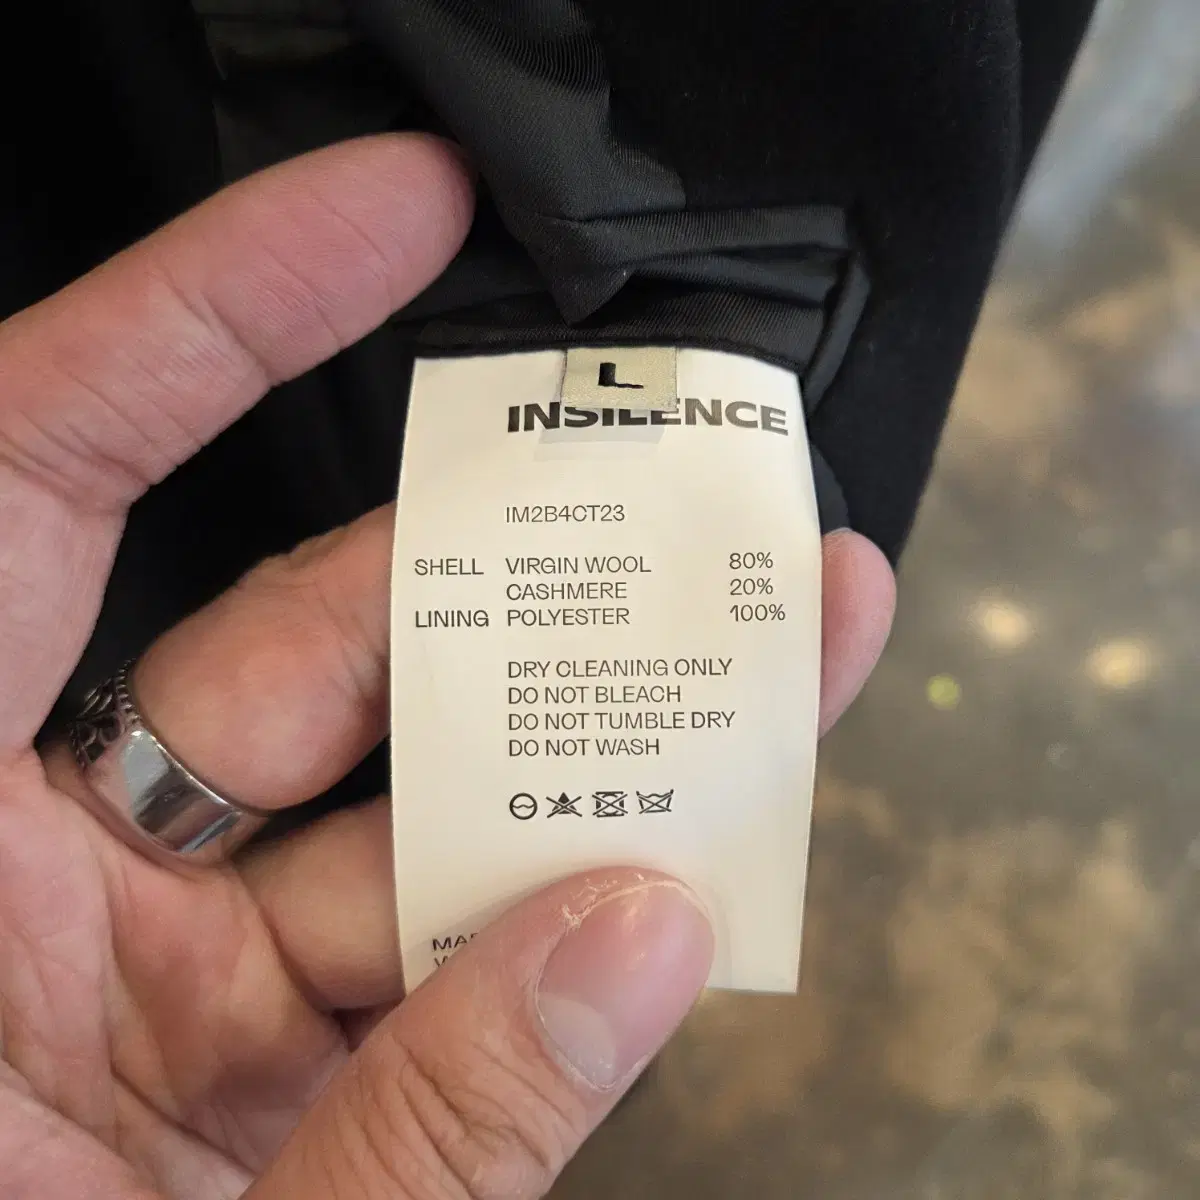 L
INSILENCE
IM2B4CT23
SHELL VIRGIN WOOL 80%
CASHMERE 20%
LINING POLYESTER 100%
DRY CLEANING ONLY
DO NOT BLEACH
DO NOT TUMBLE DRY
DO NOT WASH